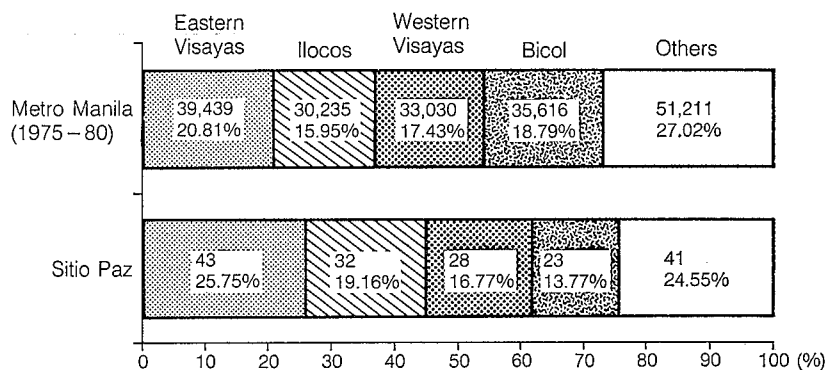 Eastern
Visayas
Ilocos
Western
Visayas
Bicol
Others
Metro Manila
(1975–80)
39,439
20.81%
30,235
15.95%
33,030
17.43%
35,616
18.79%
51,211
27.02%
Sitio Paz
43
25.75%
32
19.16%
28
16.77%
23
13.77%
41
24.55%
0 10 20 30 40 50 60 70 80 90 100 (%)